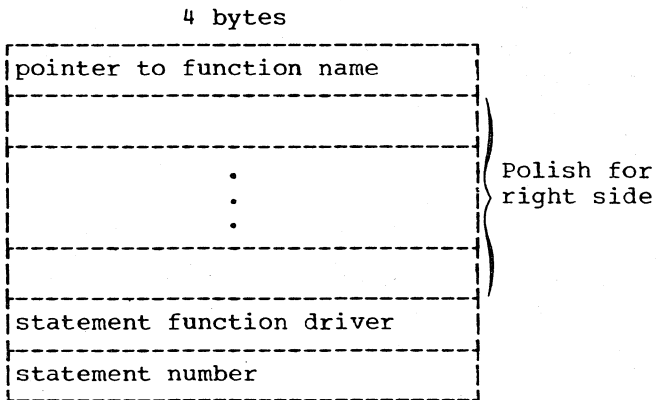 4 bytes
pointer to function name
.
.
.
Polish for
right side
statement function driver
statement number